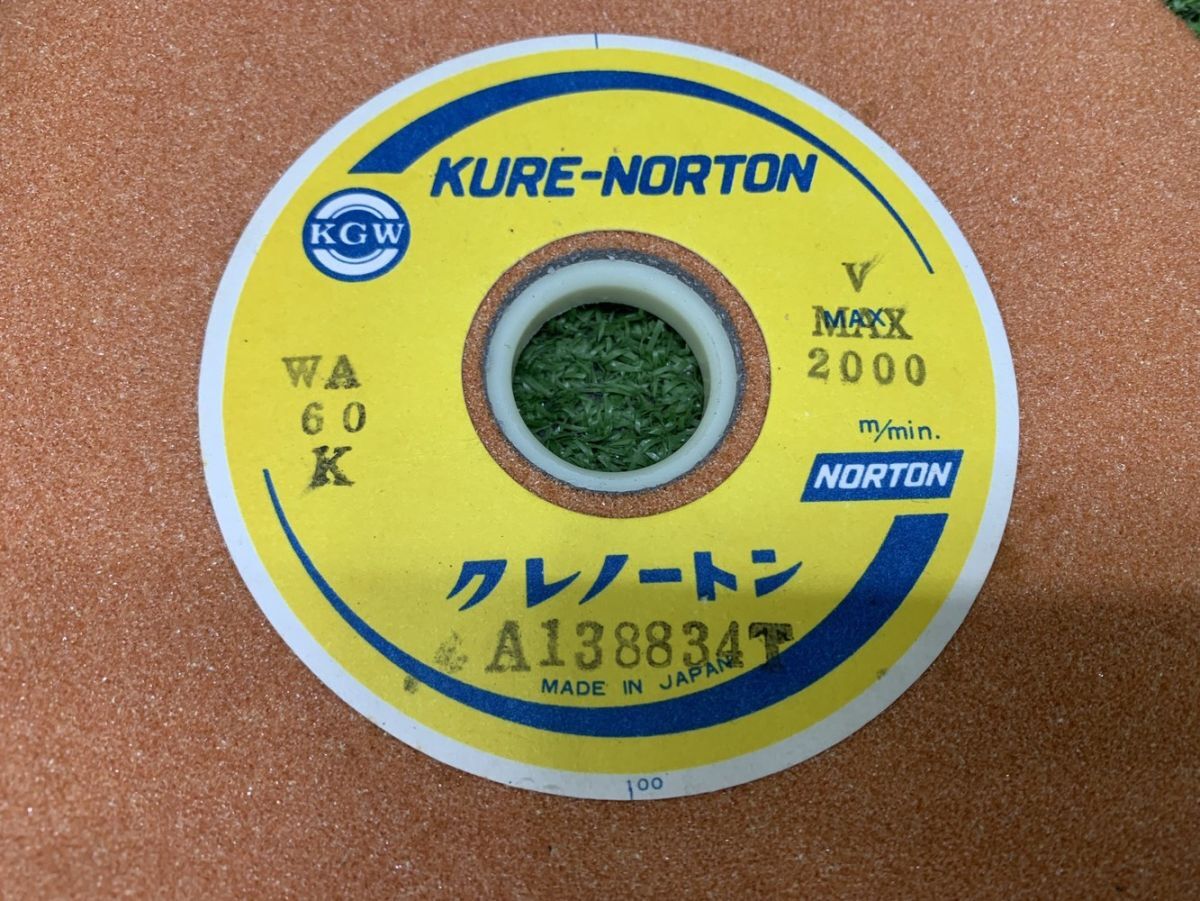 KURE-NORTON
KGW
V
MAX
MAX
2000
m/min.
WA
60
K
NORTON
クレノートン
A138834T
MADE IN JAPAN
100